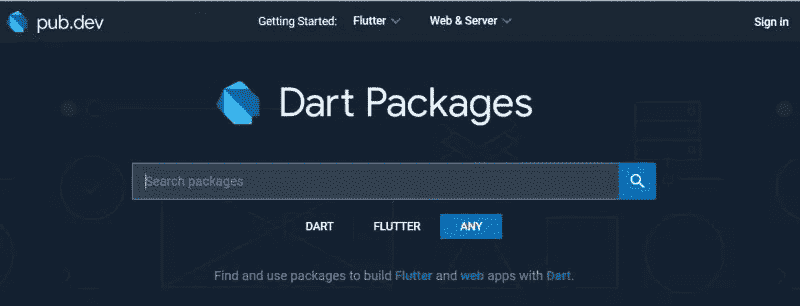 pub.dev Getting Started: Flutter Web & Server Sign in
Dart Packages
Search packages
DART FLUTTER ANY
Find and use packages to build Flutter and web apps with Dart.